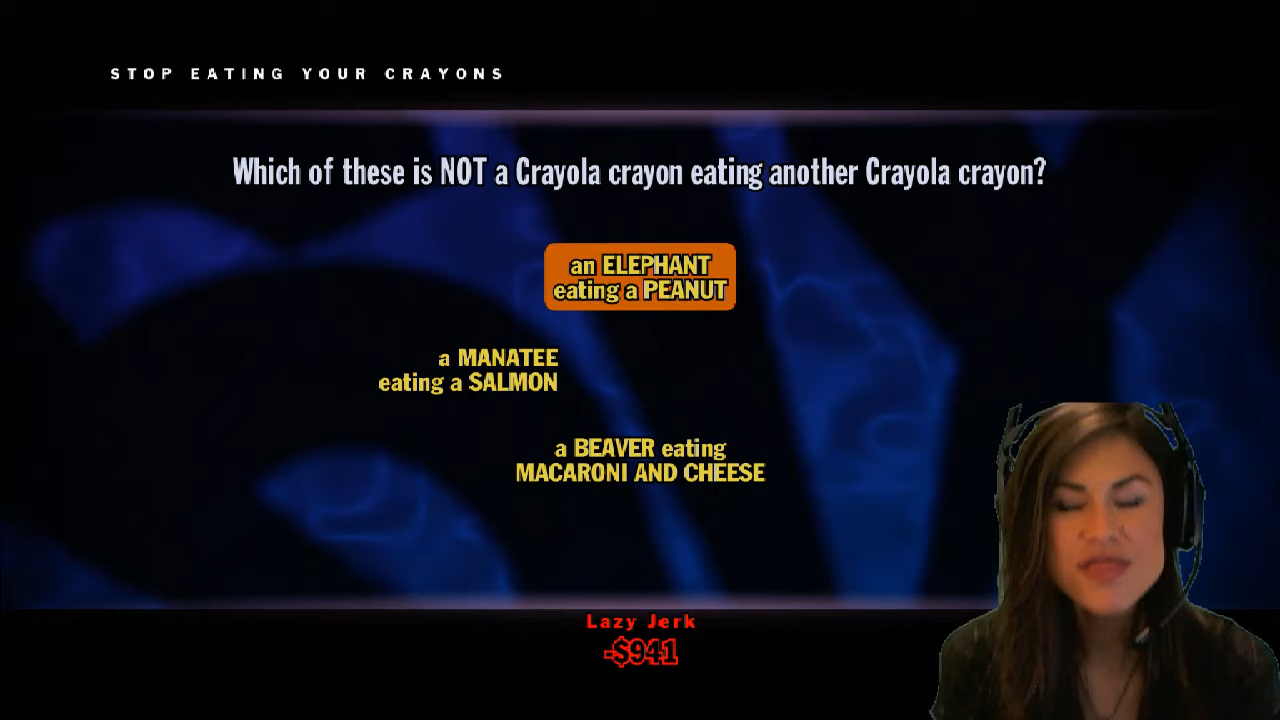 STOP EATING YOUR CRAYONS
Which of these is NOT a Crayola crayon eating another Crayola crayon?
an ELEPHANT
eating a PEANUT
a MANATEE
eating a SALMON
a BEAVER eating
MACARONI AND CHEESE
Lazy Jerk
-$941